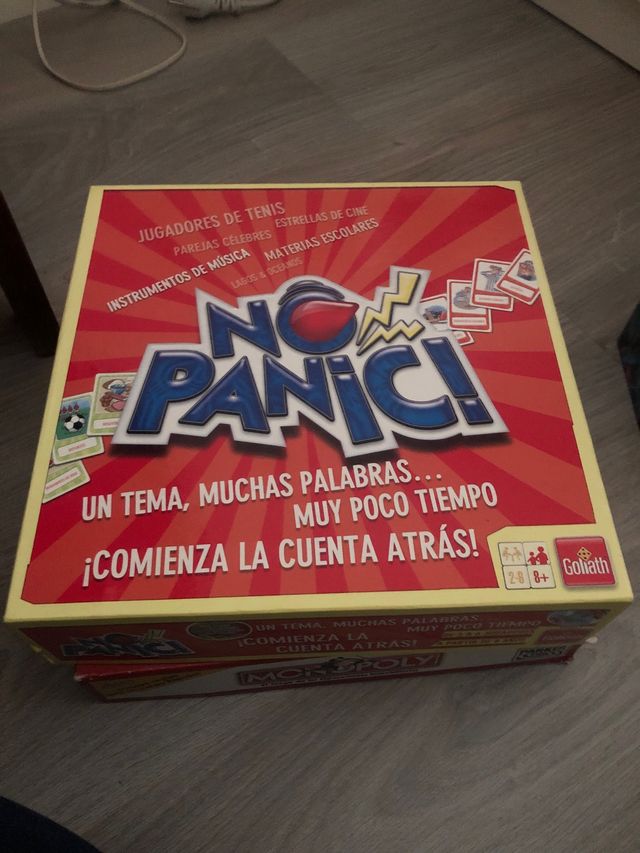 JUGADORES DE TENIS
ESTRELLAS DE CINE
PAREJAS CÉLEBRES
MATERIAS ESCOLARES
INSTRUMENTOS DE MÚSICA
LAGOS & OCÉANOS
NO
PANIC!
UN TEMA, MUCHAS PALABRAS...
MUY POCO TIEMPO
¡COMIENZA LA CUENTA ATRÁS!
2-8
8+
Goliath
NO
PANIC!
UN TEMA, MUCHAS PALABRAS...
MUY POCO TIEMPO
¡COMIENZA LA
CUENTA ATRÁS!
MONOPOLY